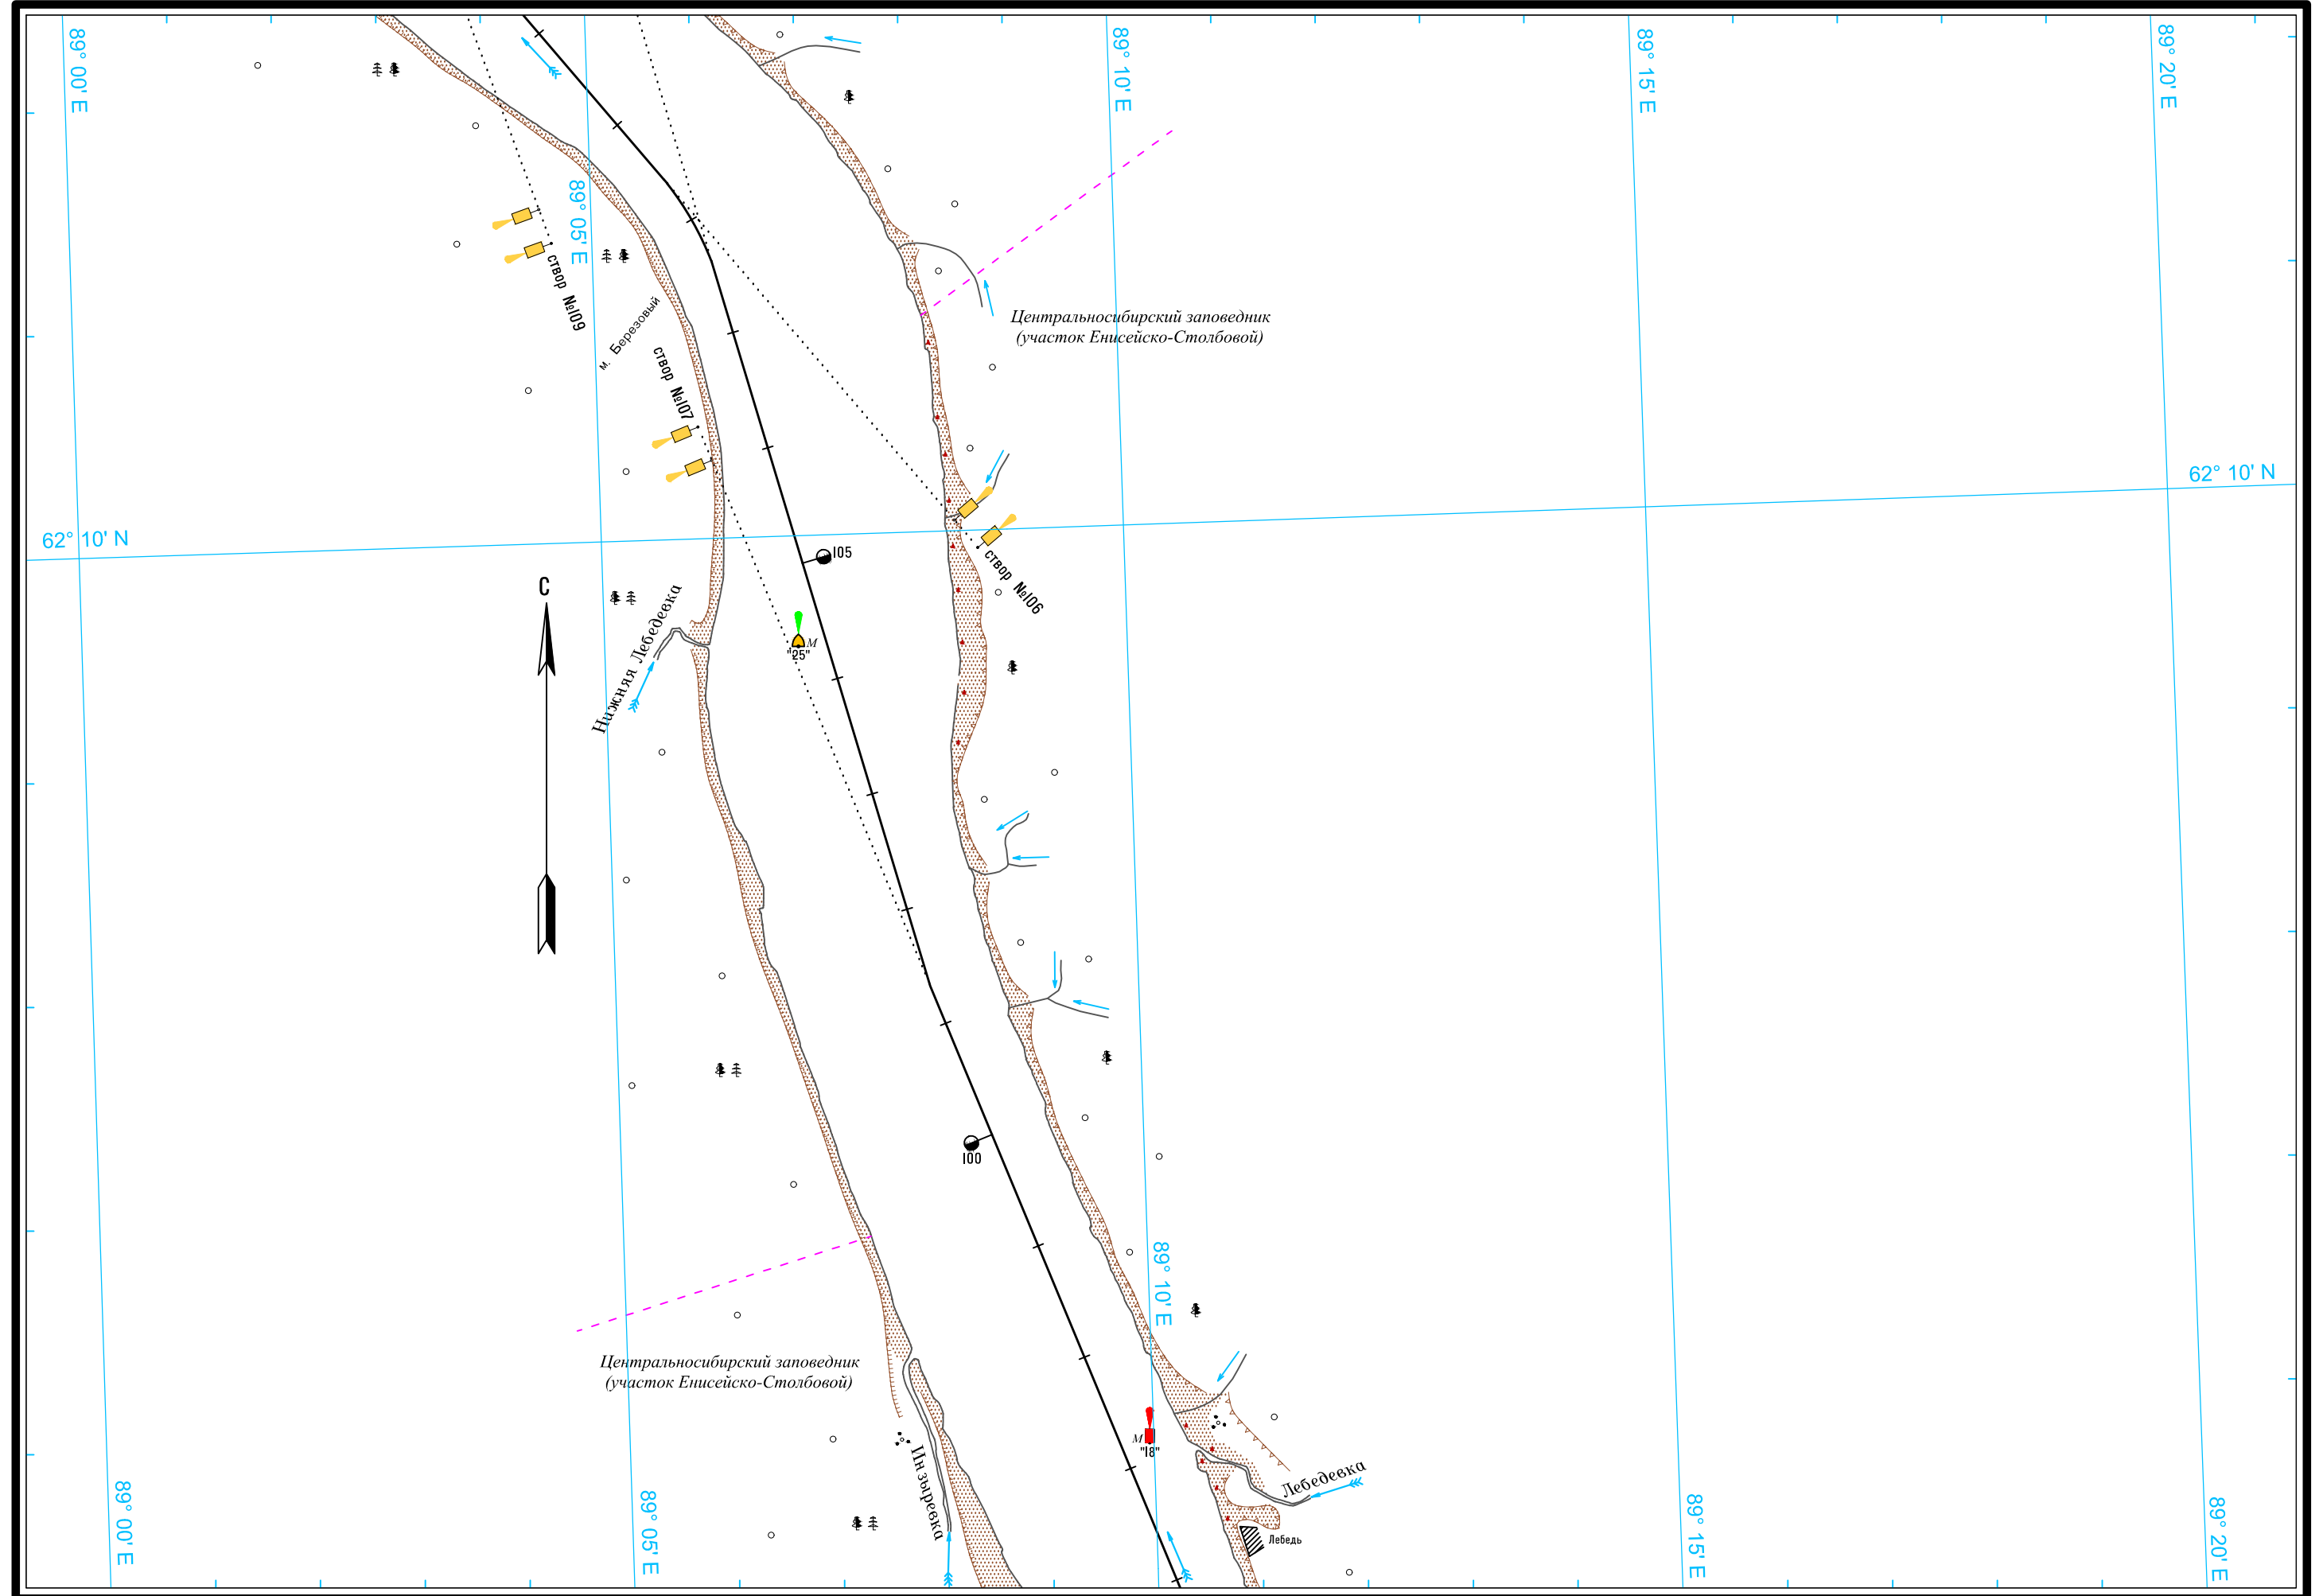 89° 00' E
89° 10' E
89° 15' E
89° 20' E
89° 05' E
створ №109
м. Березовый
Центральносибирский заповедник
(участок Енисейско-Столбовой)
створ №107
62° 10' N
62° 10' N
105
створ №106
С
Нижняя Лебедевка
М
"25"
100
89° 10' E
Центральносибирский заповедник
(участок Енисейско-Столбовой)
М
"18"
Инзыревка
Лебедевка
Лебедь
89° 00' E
89° 05' E
89° 15' E
89° 20' E